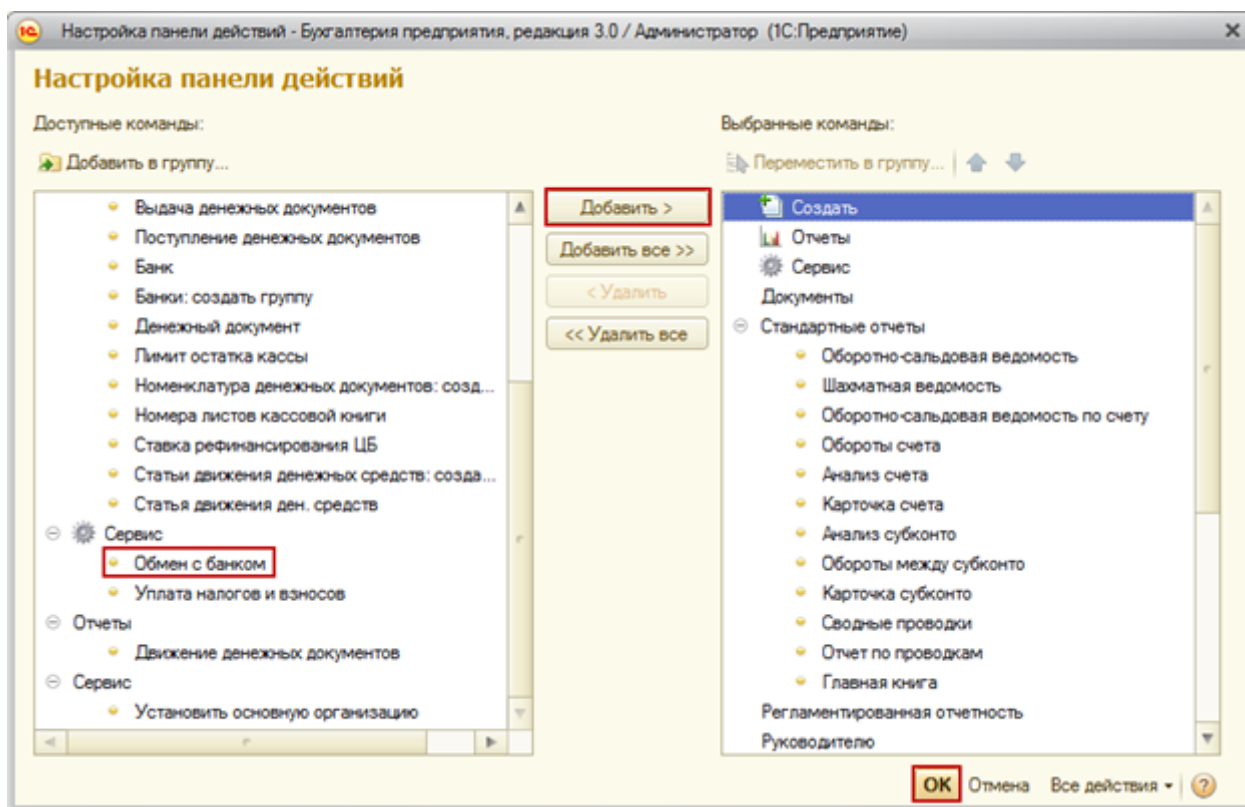 Настройка панели действий - Бухгалтерия предприятия, редакция 3.0 / Администратор (1С:Предприятие)
Настройка панели действий
Доступные команды:
Добавить в группу...
Выдача денежных документов
Поступление денежных документов
Банк
Банки: создать группу
Денежный документ
Лимит остатка кассы
Номенклатура денежных документов: созд...
Номера листов кассовой книги
Ставка рефинансирования ЦБ
Статьи движения денежных средств: созда...
Статья движения ден. средств
Сервис
Обмен с банком
Уплата налогов и взносов
Отчеты
Движение денежных документов
Сервис
Установить основную организацию
Добавить >
Добавить все >>
< Удалить
<< Удалить все
Выбранные команды:
Переместить в группу...
Создать
Отчеты
Сервис
Документы
Стандартные отчеты
Оборотно-сальдовая ведомость
Шахматная ведомость
Оборотно-сальдовая ведомость по счету
Обороты счета
Анализ счета
Карточка счета
Анализ субконто
Обороты между субконто
Карточка субконто
Сводные проводки
Отчет по проводкам
Главная книга
Регламентированная отчетность
Руководителю
ОК Отмена Все действия ?